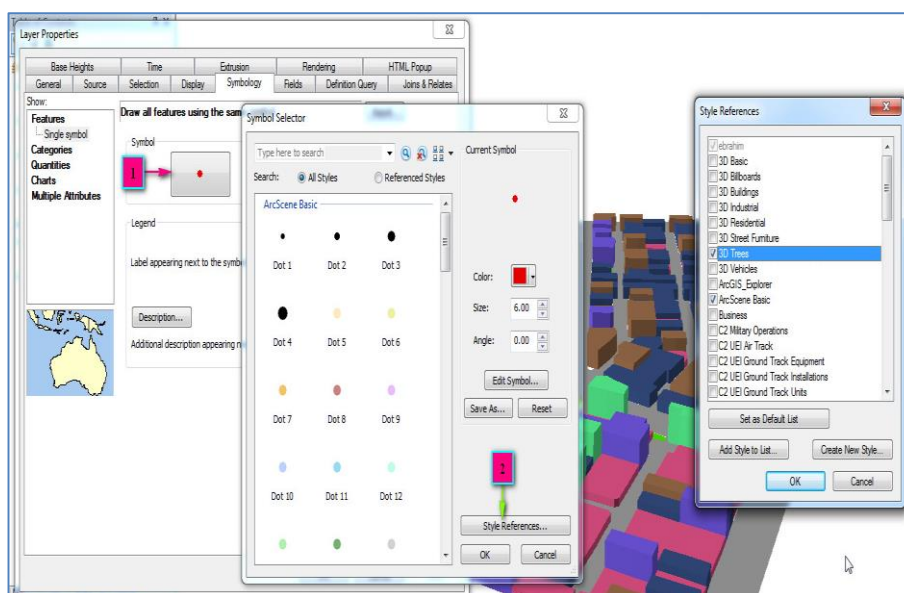 Layer Properties
Base Heights Time Extrusion Rendering HTML Popup
General Source Selection Display Symbology Fields Definition Query Joins & Relates
Show:
Features
Single symbol
Categories
Quantities
Charts
Multiple Attributes
Draw all features using the sam
Symbol
1
Legend
Label appearing next to the symbo
Description...
Additional description appearing n
Symbol Selector
Type here to search
Search: All Styles Referenced Styles
ArcScene Basic
Dot 1 Dot 2 Dot 3
Dot 4 Dot 5 Dot 6
Dot 7 Dot 8 Dot 9
Dot 10 Dot 11 Dot 12
Current Symbol
Color:
Size: 6.00
Angle: 0.00
Edit Symbol...
Save As... Reset
2
Style References...
OK Cancel
Style References
ebrahim
3D Basic
3D Billboards
3D Buildings
3D Industrial
3D Residential
3D Street Furniture
3D Trees
3D Vehicles
ArcGIS_Explorer
ArcScene Basic
Business
C2 Military Operations
C2 UEI Air Track
C2 UEI Ground Track Equipment
C2 UEI Ground Track Installations
C2 UEI Ground Track Units
Set as Default List
Add Style to List... Create New Style...
OK Cancel